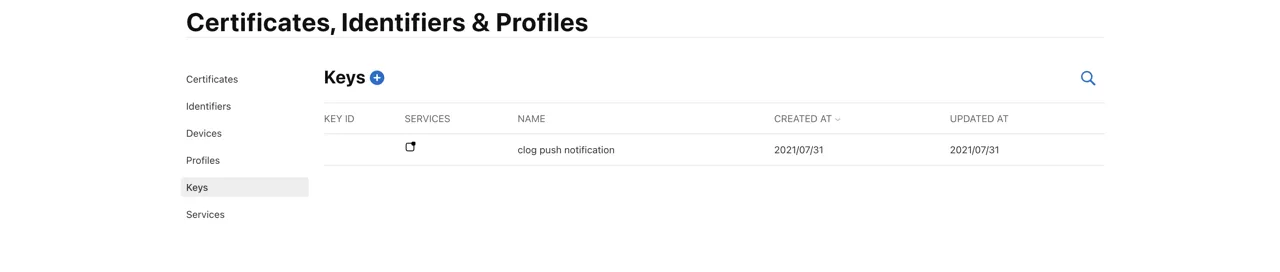 Certificates, Identifiers & Profiles
Certificates
Identifiers
Devices
Profiles
Keys
Services
Keys
KEY ID SERVICES NAME CREATED AT UPDATED AT
clog push notification 2021/07/31 2021/07/31